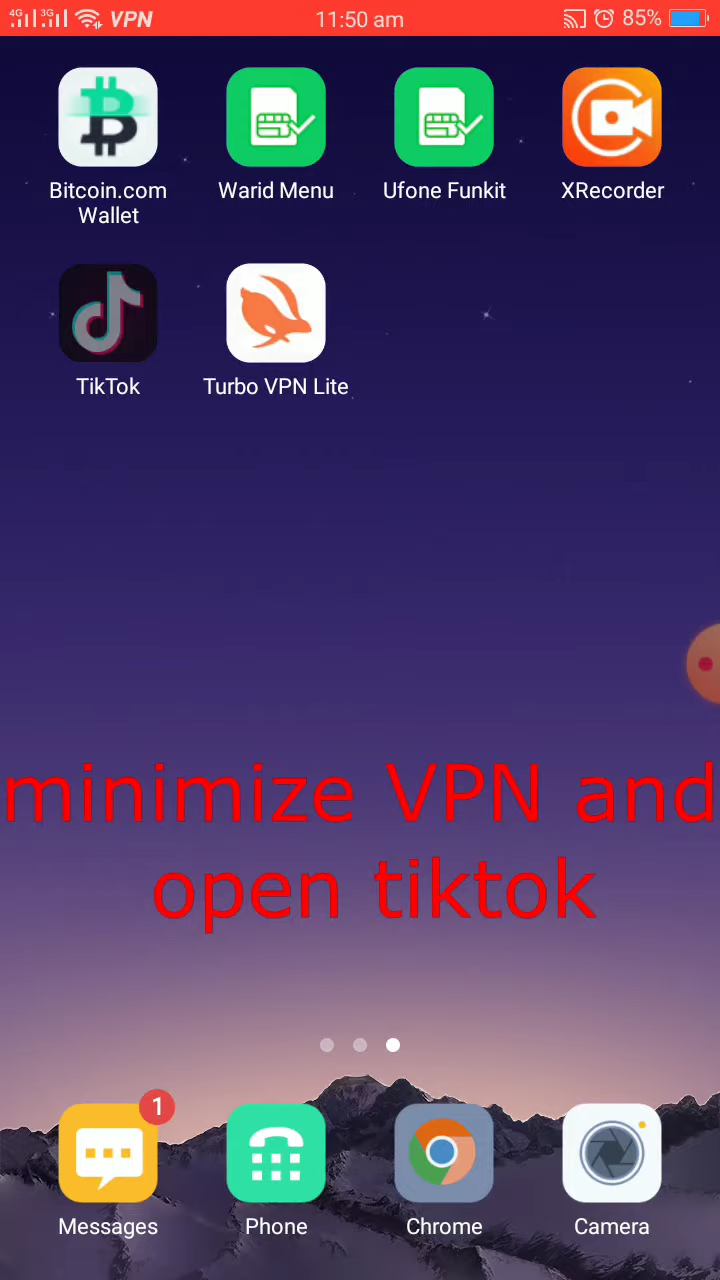 4G 3G VPN 11:50 am 85%
Bitcoin.com Wallet
Warid Menu
Ufone Funkit
XRecorder
TikTok
Turbo VPN Lite
minimize VPN and
open tiktok
1
Messages
Phone
Chrome
Camera